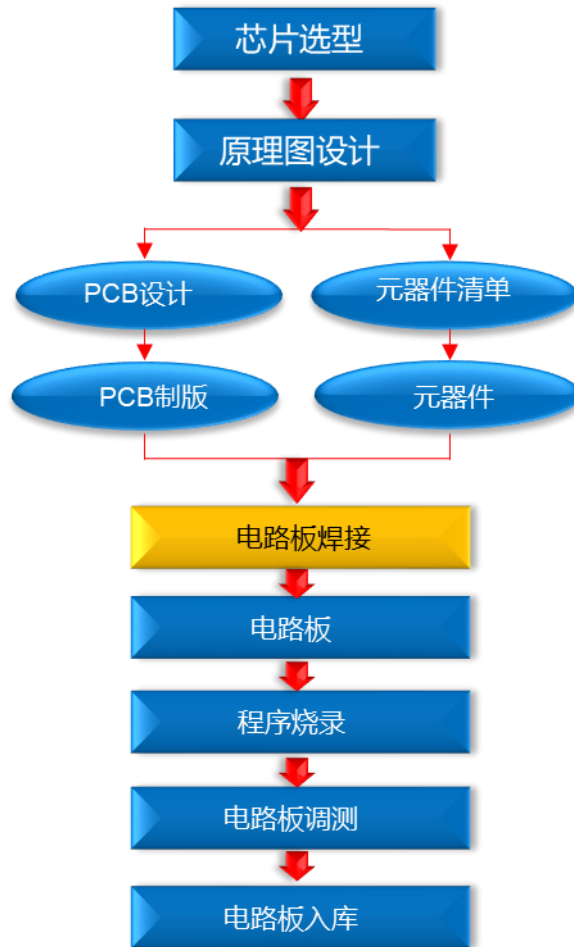 芯片选型
原理图设计
PCB设计
元器件清单
PCB制版
元器件
电路板焊接
电路板
程序烧录
电路板调测
电路板入库